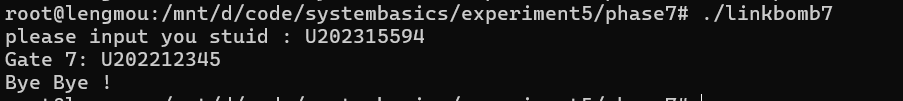 root@lengmou:/mnt/d/code/systembasics/experiment5/phase7# ./linkbomb7
please input you stuid : U202315594
Gate 7: U202212345
Bye Bye !